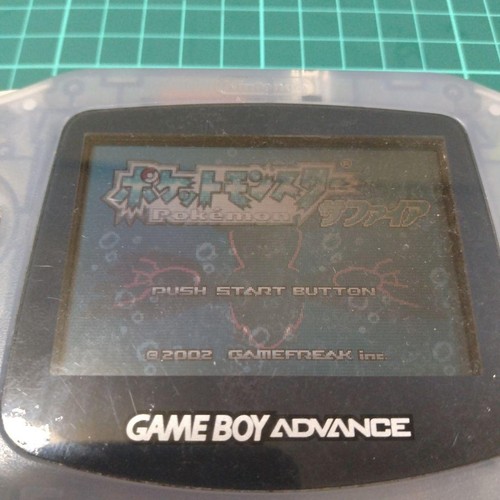 ポケットモンスター®
Pokémon サファイア
PUSH START BUTTON
©2002 GAMEFREAK inc.
GAME BOY ADVANCE